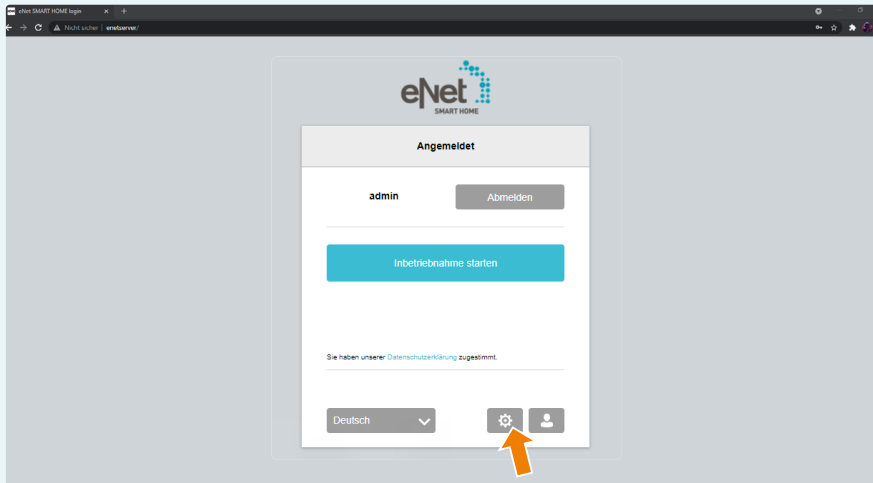 eNet SMART HOME login
Nicht sicher | enetserver/
eNet
SMART HOME
Angemeldet
admin
Abmelden
Inbetriebnahme starten
Sie haben unserer Datenschutzerklärung zugestimmt.
Deutsch